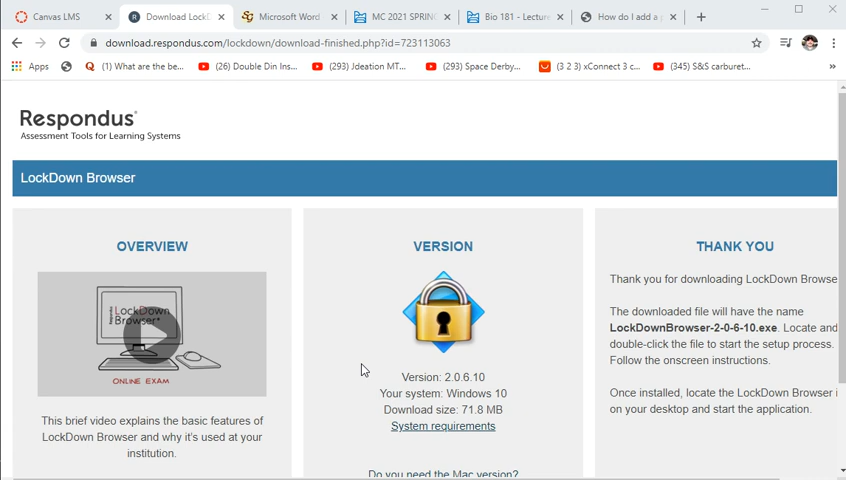 Canvas LMS
Download LockD
Microsoft Word
MC 2021 SPRIN
Bio 181 - Lectur
How do I add a p
download.respondus.com/lockdown/download-finished.php?id=723113063
Apps
(1) What are the be...
(26) Double Din Ins...
(293) Jdeation MT...
(293) Space Derby...
(3 2 3) xConnect 3 c...
(345) S&S carburet...
Respondus®
Assessment Tools for Learning Systems
LockDown Browser
OVERVIEW
Respondus
LockDown
Browser
ONLINE EXAM
This brief video explains the basic features of
LockDown Browser and why it's used at your
institution.
VERSION
Version: 2.0.6.10
Your system: Windows 10
Download size: 71.8 MB
System requirements
Do you need the Mac version?
THANK YOU
Thank you for downloading LockDown Browse
The downloaded file will have the name
LockDownBrowser-2-0-6-10.exe. Locate and
double-click the file to start the setup process.
Follow the onscreen instructions.
Once installed, locate the LockDown Browser i
on your desktop and start the application.